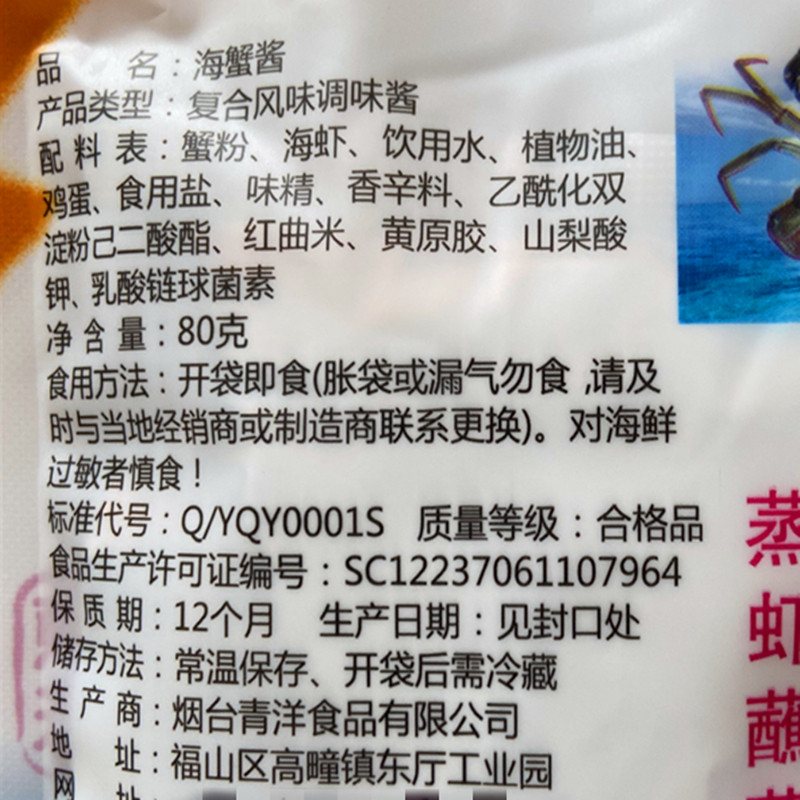 品 名：海蟹酱
产品类型：复合风味调味酱
配料表：蟹粉、海虾、饮用水、植物油、
鸡蛋、食用盐、味精、香辛料、乙酰化双
淀粉己二酸酯、红曲米、黄原胶、山梨酸
钾、乳酸链球菌素
净含量：80克
食用方法：开袋即食(胀袋或漏气勿食,请及
时与当地经销商或制造商联系更换)。对海鲜
过敏者慎食！
标准代号：Q/YQY0001S 质量等级：合格品
食品生产许可证编号：SC12237061107964
保质期：12个月 生产日期：见封口处
储存方法：常温保存、开袋后需冷藏
生产商：烟台青洋食品有限公司
地 址：福山区高疃镇东厅工业园
网 址：
蒸
虾
蘸